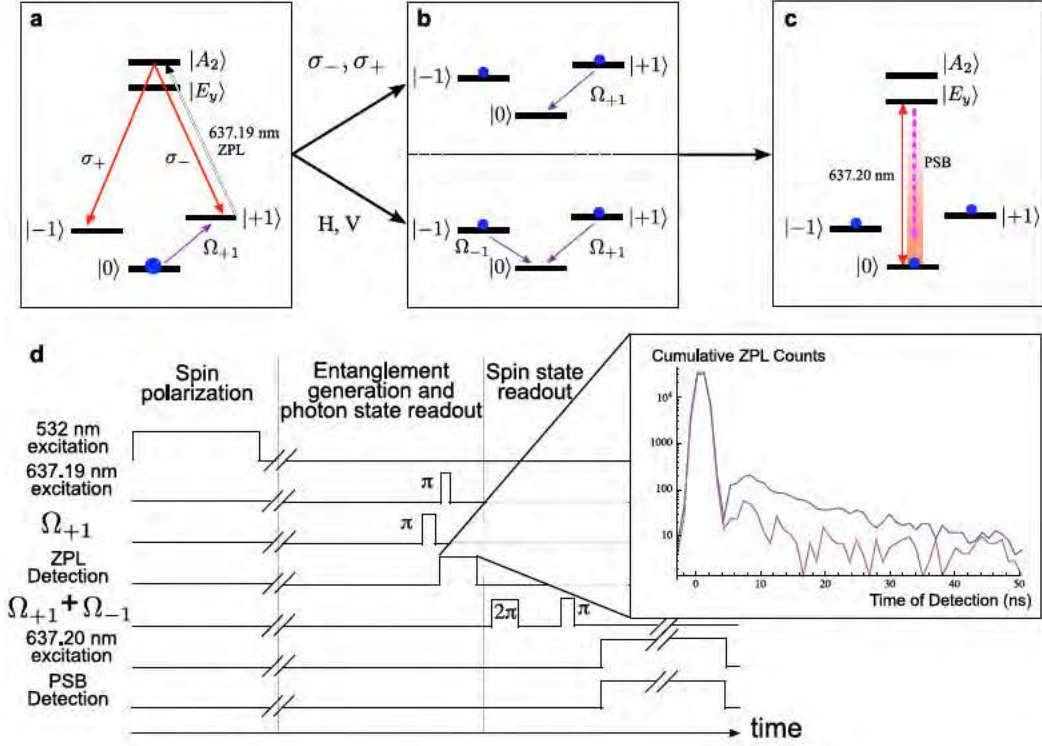 a
|A₂⟩
|E_y⟩
637.19 nm
ZPL
σ₊
σ₋
|−1⟩
|+1⟩
|0⟩
Ω₊₁
σ₋, σ₊
H, V
b
|−1⟩
|+1⟩
Ω₊₁
|0⟩
|−1⟩
|+1⟩
Ω₋₁
Ω₊₁
|0⟩
c
|A₂⟩
|E_y⟩
637.20 nm
PSB
|−1⟩
|+1⟩
|0⟩
d
Spin
polarization
Entanglement
generation and
photon state readout
Spin state
readout
532 nm
excitation
637.19 nm
excitation
π
Ω₊₁
π
ZPL
Detection
Ω₊₁ + Ω₋₁
2π
π
637.20 nm
excitation
PSB
Detection
time
Cumulative ZPL Counts
10⁴
1000
100
10
0
10
20
30
40
50
Time of Detection (ns)